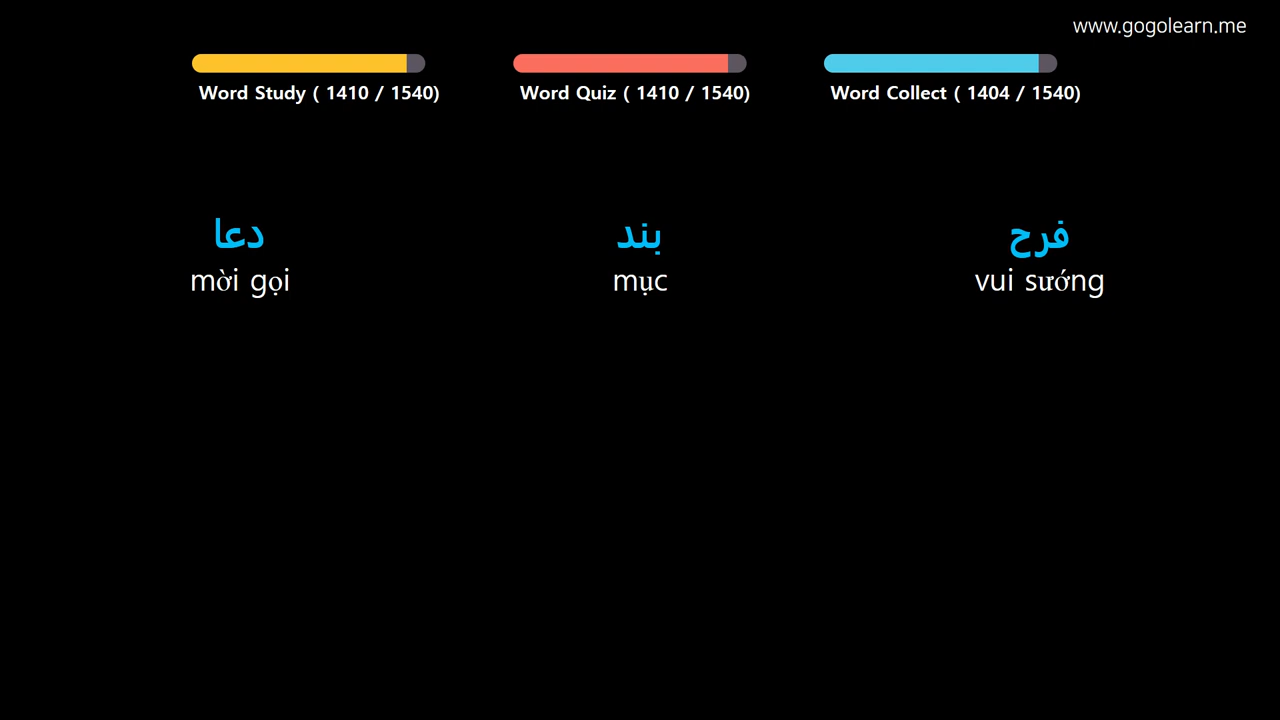 www.gogolearn.me
Word Study ( 1410 / 1540)
Word Quiz ( 1410 / 1540)
Word Collect ( 1404 / 1540)
دعا
mời gọi
بند
mục
فرح
vui sướng